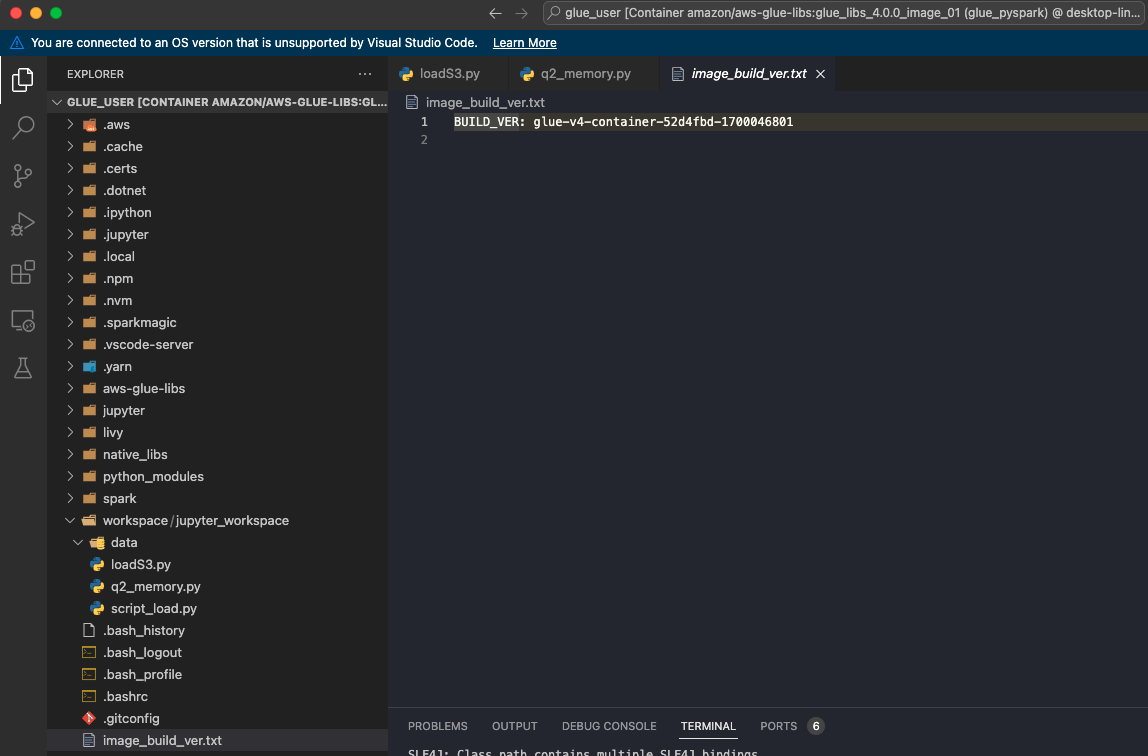 glue_user [Container amazon/aws-glue-libs:glue_libs_4.0.0_image_01 (glue_pyspark) @ desktop-lin...
You are connected to an OS version that is unsupported by Visual Studio Code. Learn More
EXPLORER
GLUE_USER [CONTAINER AMAZON/AWS-GLUE-LIBS:GL...
.aws
.cache
.certs
.dotnet
.ipython
.jupyter
.local
.npm
.nvm
.sparkmagic
.vscode-server
.yarn
aws-glue-libs
jupyter
livy
native_libs
python_modules
spark
workspace/jupyter_workspace
data
loadS3.py
q2_memory.py
script_load.py
.bash_history
.bash_logout
.bash_profile
.bashrc
.gitconfig
image_build_ver.txt
loadS3.py q2_memory.py image_build_ver.txt
image_build_ver.txt
1 BUILD_VER: glue-v4-container-52d4fbd-1700046801
2
PROBLEMS OUTPUT DEBUG CONSOLE TERMINAL PORTS 6
SLF4J: Class path contains multiple SLF4J bindings.